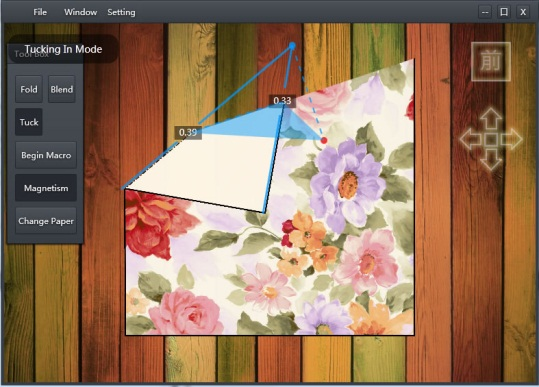 File Window Setting
Tucking In Mode
Tool Box
Fold Blend
Tuck
Begin Macro
Magnetism
Change Paper
0.33
0.39
前